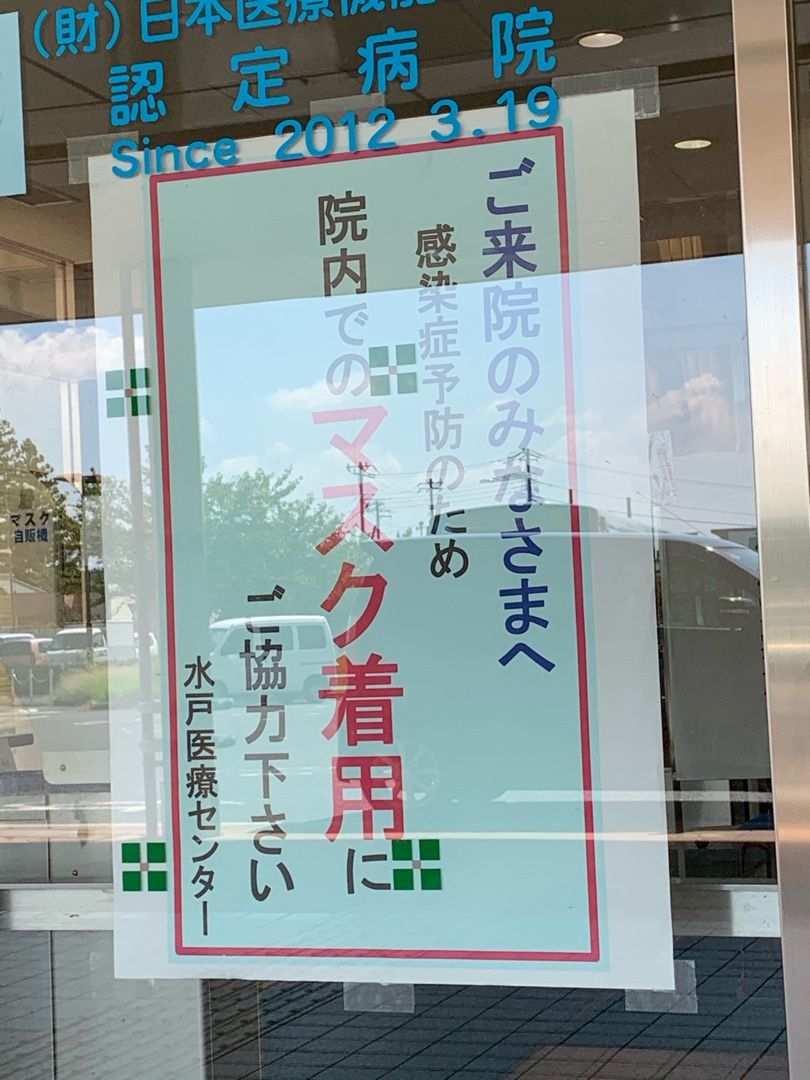 (財)日本医療機能
認定病院
Since 2012 3.19
ご来院のみなさまへ
感染症予防のため
院内でのマスク着用に
ご協力下さい
水戸医療センター
マスク
自販機